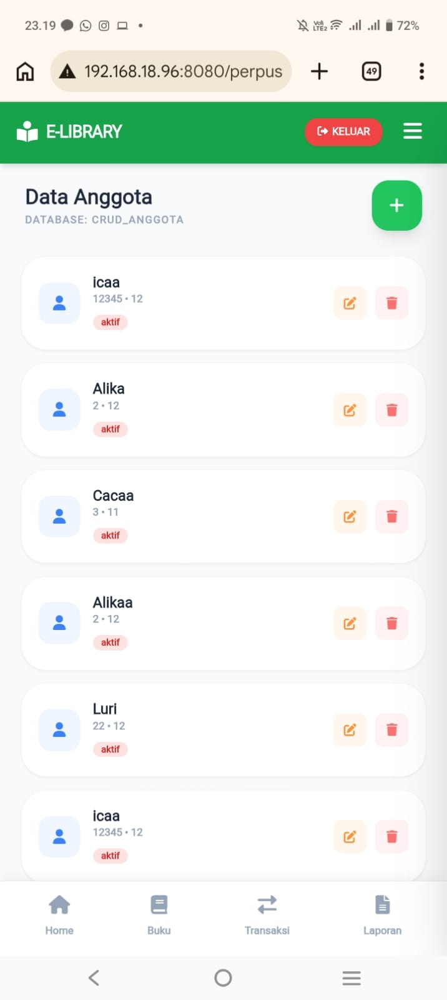 23.19
Vo) LTE2
72%
192.168.18.96:8080/perpus
49
E-LIBRARY
KELUAR
Data Anggota
DATABASE: CRUD_ANGGOTA
icaa
12345 • 12
aktif
Alika
2 • 12
aktif
Cacaa
3 • 11
aktif
Alikaa
2 • 12
aktif
Luri
22 • 12
aktif
icaa
12345 • 12
aktif
Home
Buku
Transaksi
Laporan